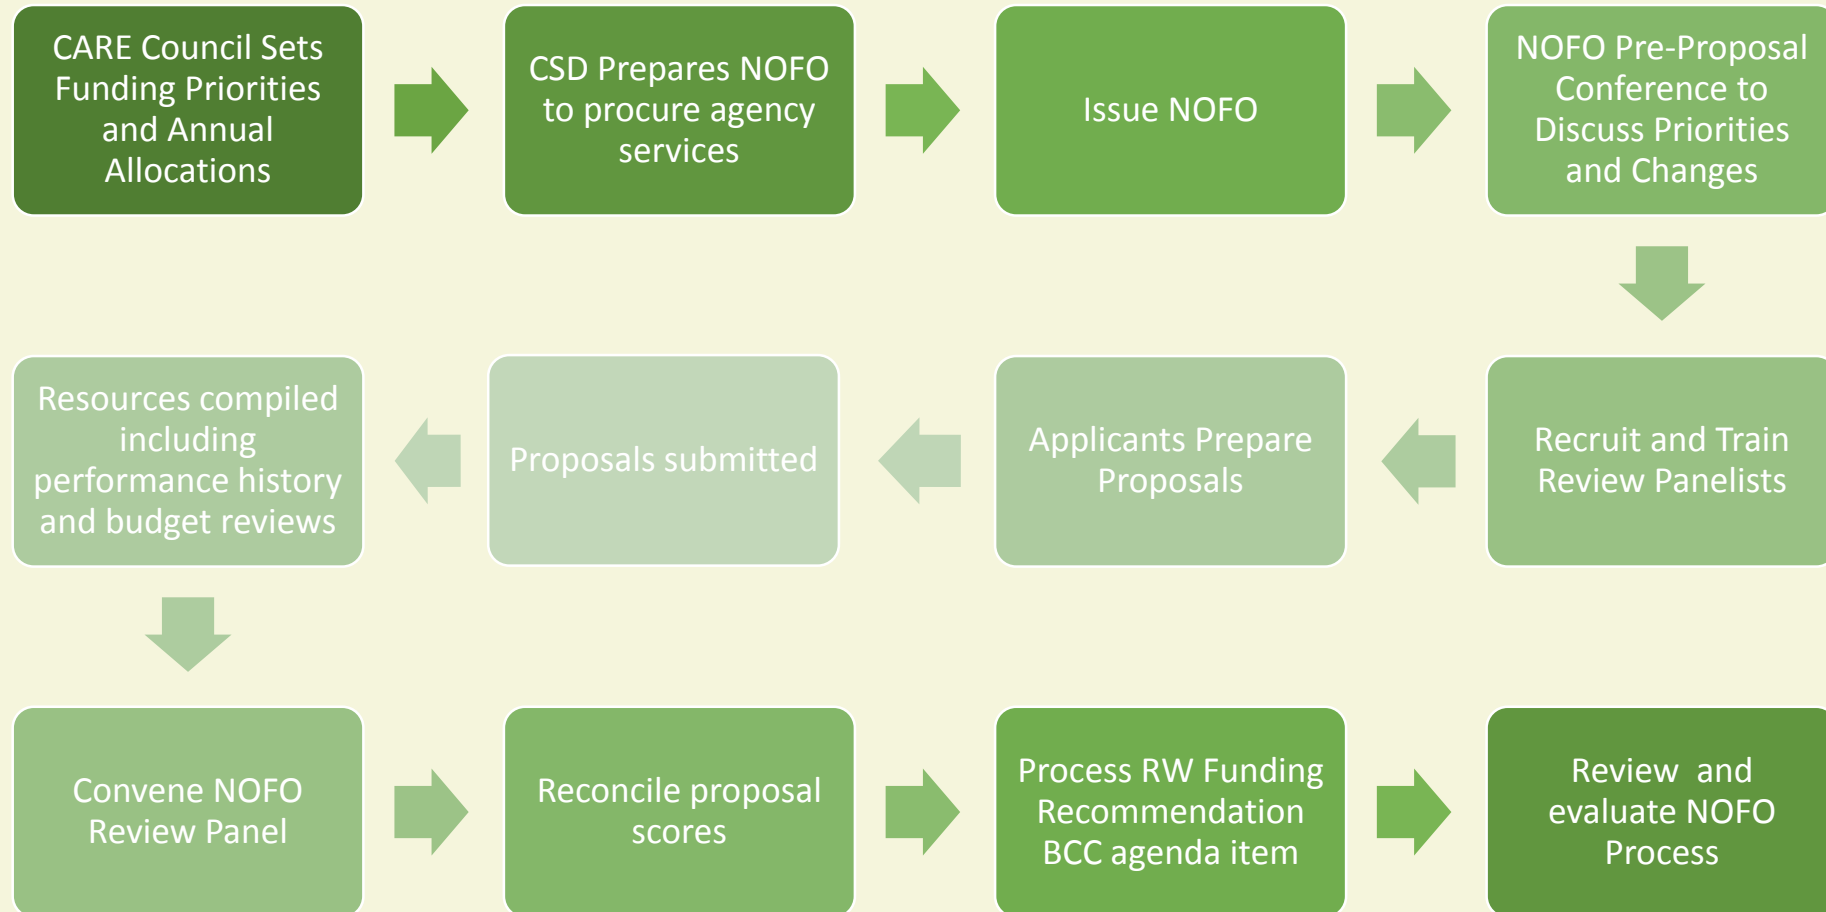 CARE Council Sets
Funding Priorities
and Annual
Allocations
CSD Prepares NOFO
to procure agency
services
Issue NOFO
NOFO Pre-Proposal
Conference to
Discuss Priorities
and Changes
Recruit and Train
Review Panelists
Applicants Prepare
Proposals
Proposals submitted
Resources compiled
including
performance history
and budget reviews
Convene NOFO
Review Panel
Reconcile proposal
scores
Process RW Funding
Recommendation
BCC agenda item
Review and
evaluate NOFO
Process